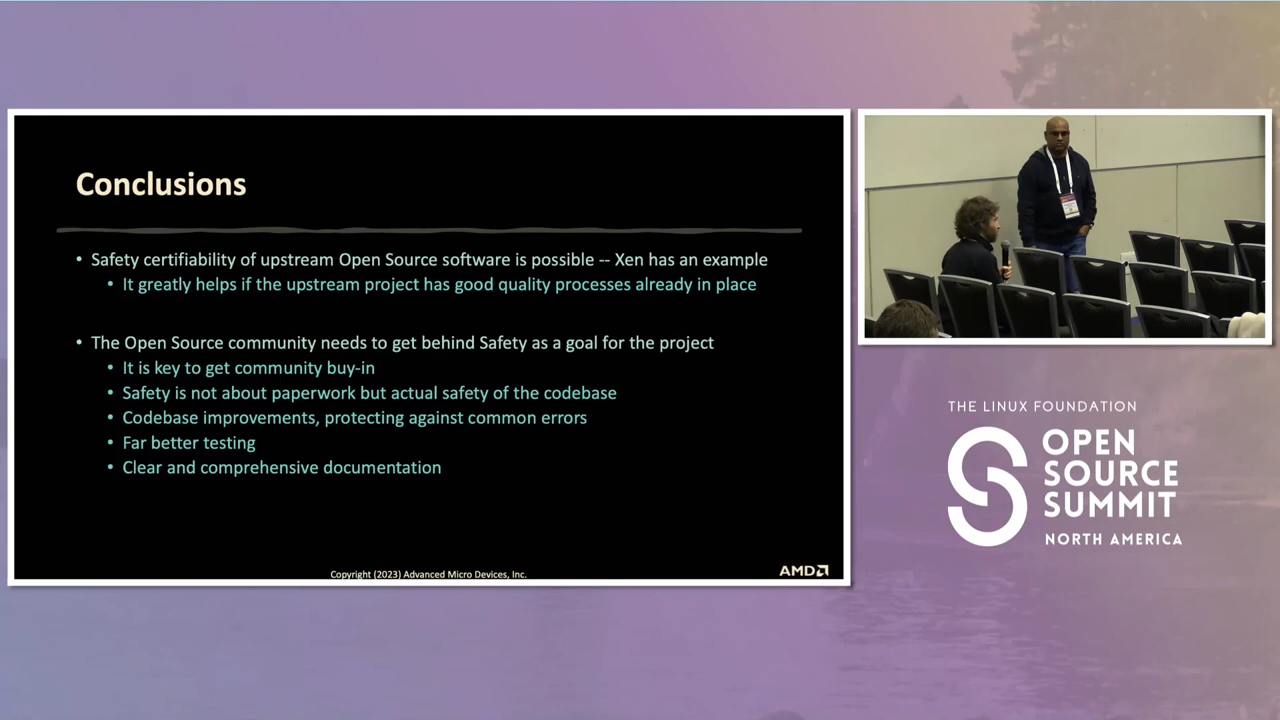 Conclusions
• Safety certifiability of upstream Open Source software is possible -- Xen has an example
• It greatly helps if the upstream project has good quality processes already in place
• The Open Source community needs to get behind Safety as a goal for the project
• It is key to get community buy-in
• Safety is not about paperwork but actual safety of the codebase
• Codebase improvements, protecting against common errors
• Far better testing
• Clear and comprehensive documentation
Copyright (2023) Advanced Micro Devices, Inc.
AMD
THE LINUX FOUNDATION
OPEN
SOURCE
SUMMIT
NORTH AMERICA